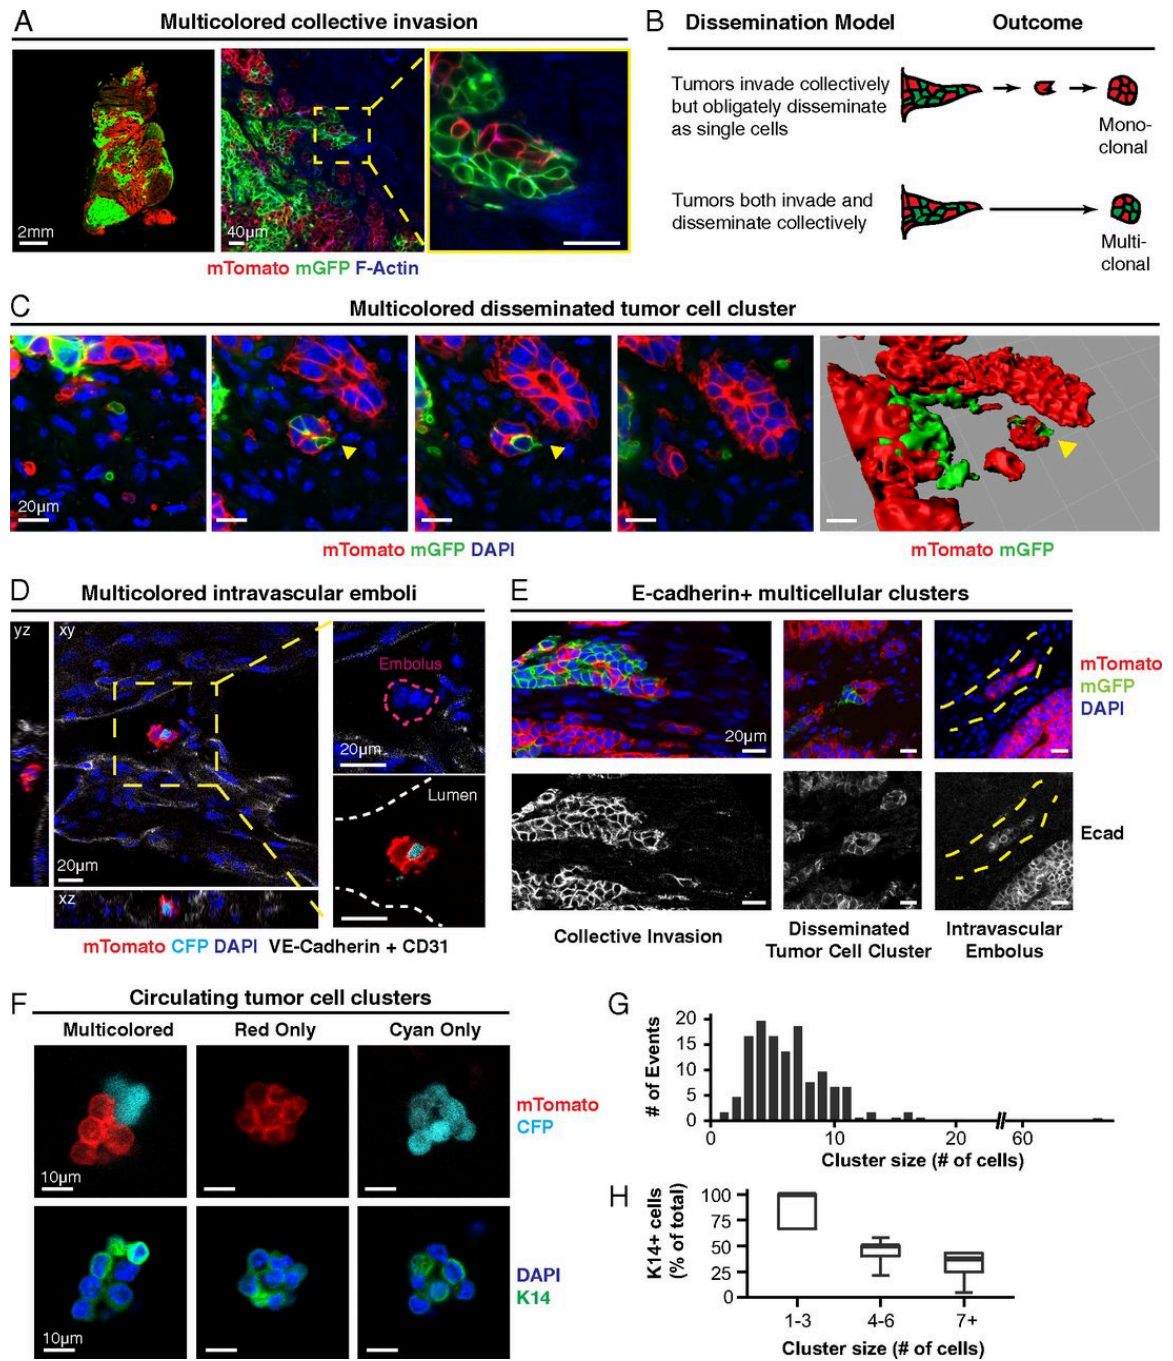 A
Multicolored collective invasion
2mm
40µm
mTomato mGFP F-Actin
B
Dissemination Model
Outcome
Tumors invade collectively
but obligately disseminate
as single cells
Mono-
clonal
Tumors both invade and
disseminate collectively
Multi-
clonal
C
Multicolored disseminated tumor cell cluster
20µm
mTomato mGFP DAPI
mTomato mGFP
D
Multicolored intravascular emboli
yz
xy
20µm
xz
Embolus
20µm
Lumen
mTomato CFP DAPI VE-Cadherin + CD31
E
E-cadherin+ multicellular clusters
20µm
mTomato
mGFP
DAPI
Ecad
Collective Invasion
Disseminated
Tumor Cell Cluster
Intravascular
Embolus
F
Circulating tumor cell clusters
Multicolored
Red Only
Cyan Only
10µm
mTomato
CFP
10µm
DAPI
K14
G
# of Events
20
15
10
5
0
0
10
20
60
Cluster size (# of cells)
H
K14+ cells
(% of total)
100
75
50
25
0
1-3
4-6
7+
Cluster size (# of cells)